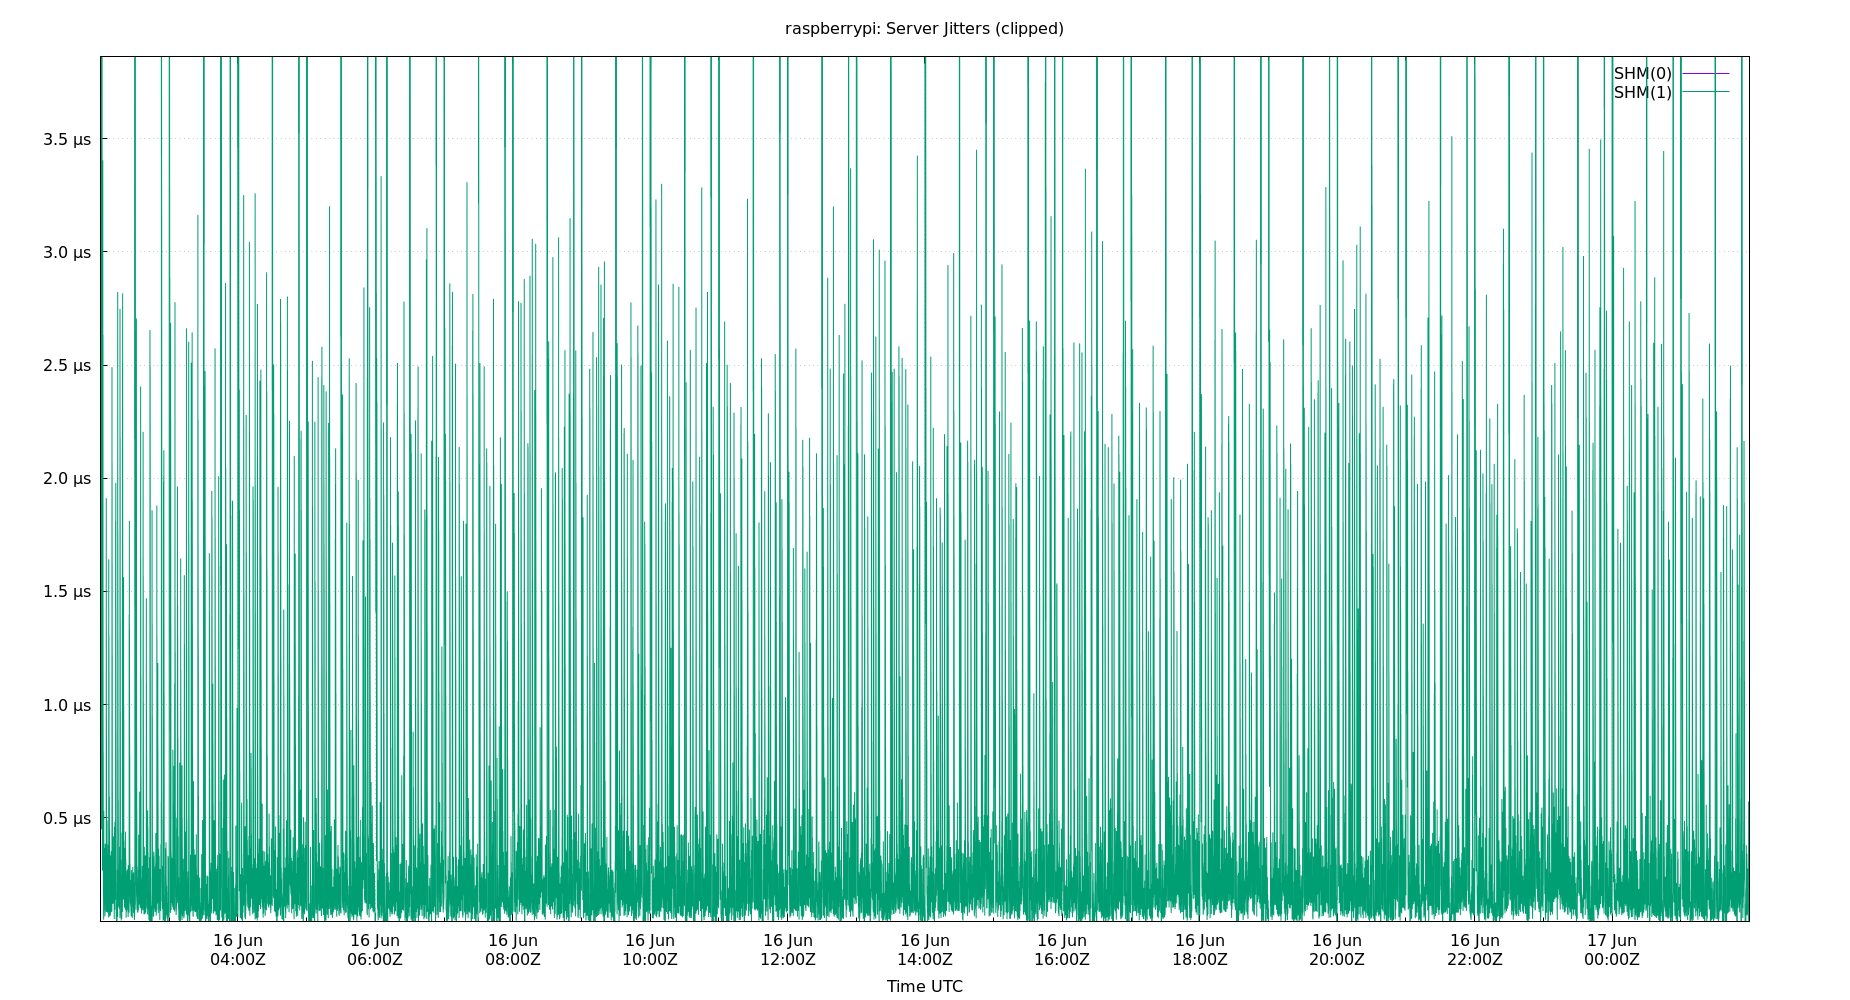 raspberrypi: Server Jitters (clipped)
SHM(0)
SHM(1)
3.5 μs
3.0 μs
2.5 μs
2.0 μs
1.5 μs
1.0 μs
0.5 μs
16 Jun 16 Jun 16 Jun 16 Jun 16 Jun 16 Jun 16 Jun 16 Jun 16 Jun 16 Jun 17 Jun
04:00Z 06:00Z 08:00Z 10:00Z 12:00Z 14:00Z 16:00Z 18:00Z 20:00Z 22:00Z 00:00Z
Time UTC